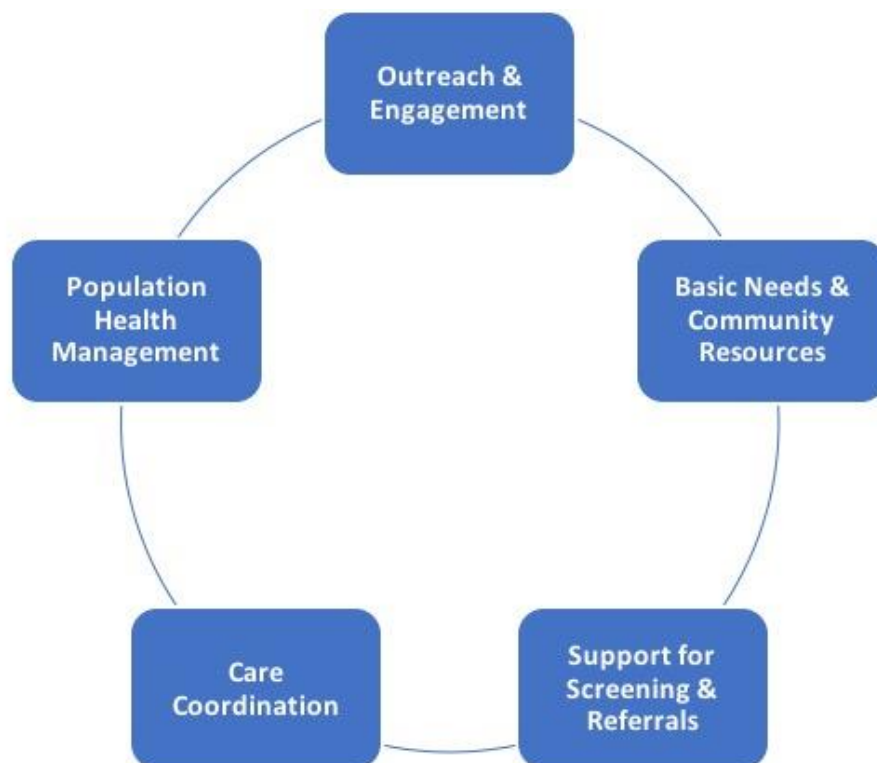 Outreach &
Engagement
Basic Needs &
Community
Resources
Support for
Screening &
Referrals
Care
Coordination
Population
Health
Management